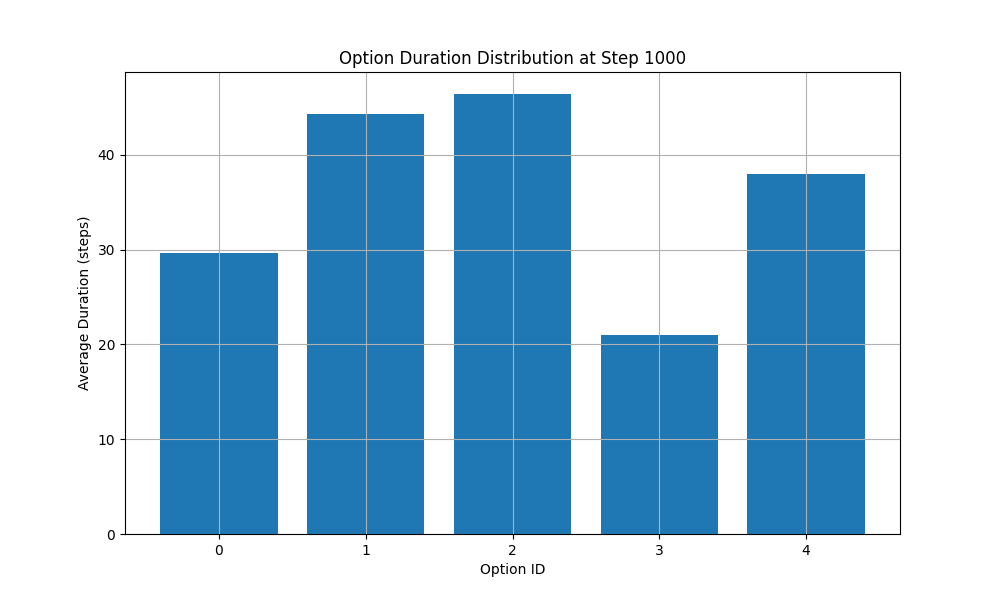 Option Duration Distribution at Step 1000
Average Duration (steps)
40
30
20
10
0
0 1 2 3 4
Option ID